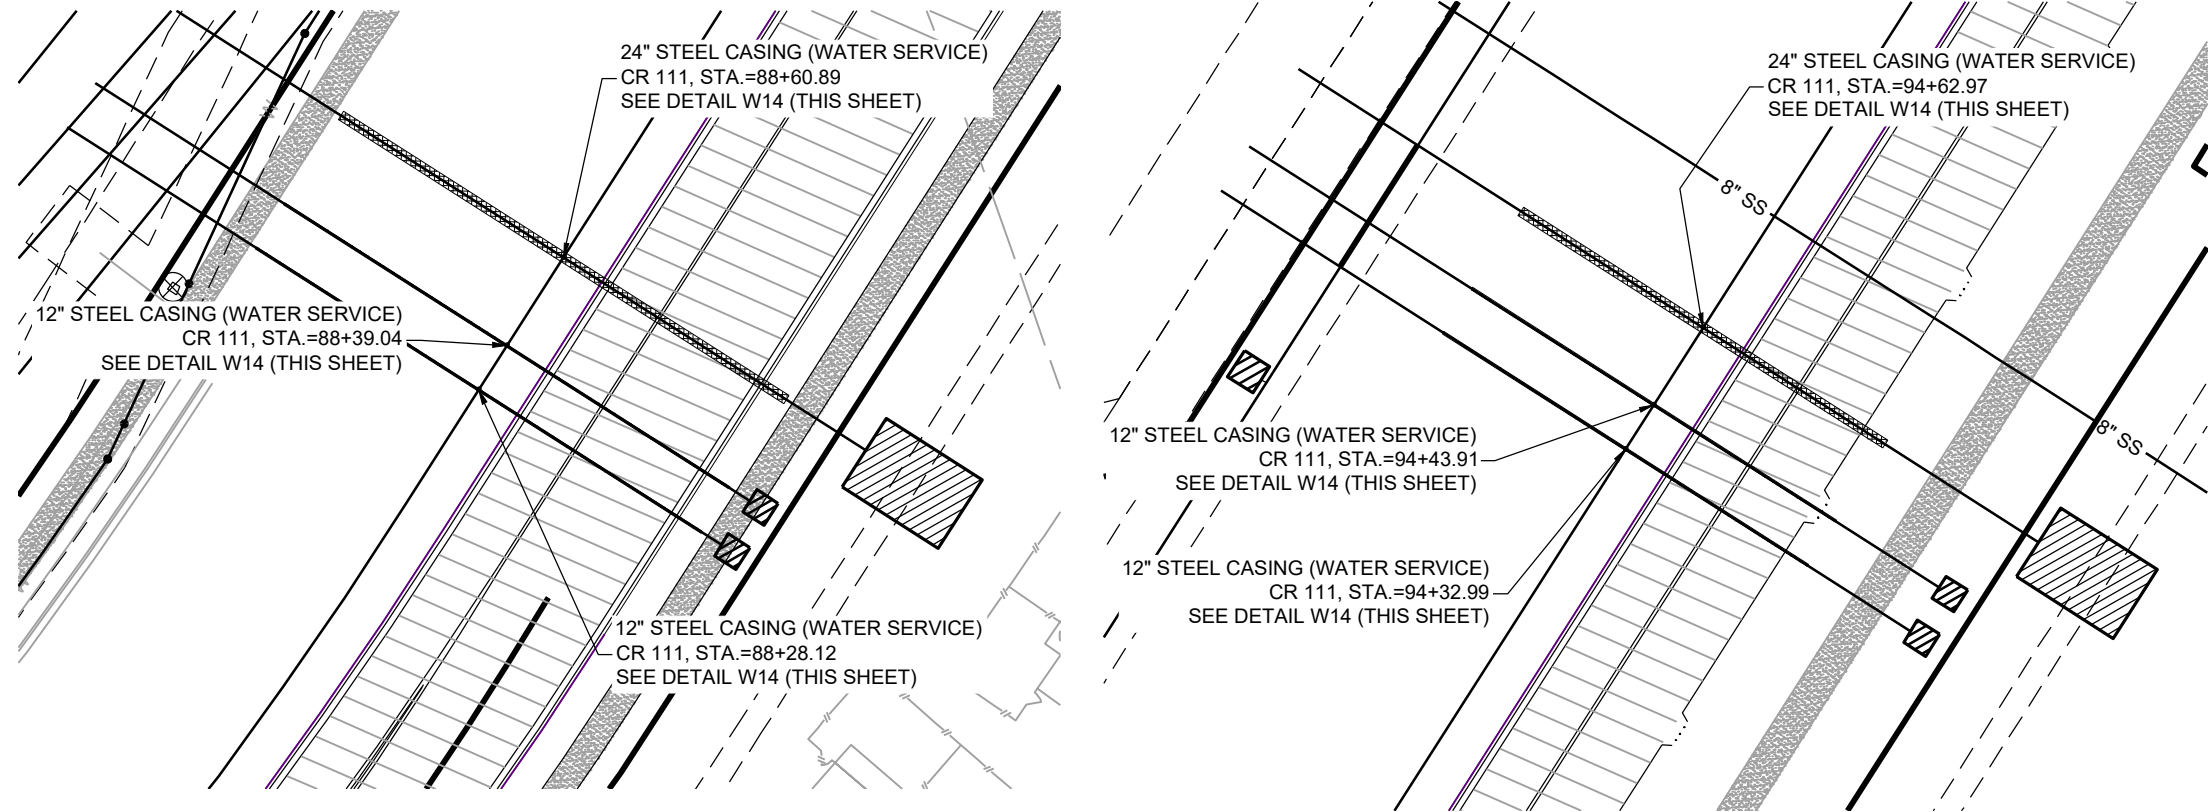 24" STEEL CASING (WATER SERVICE)
CR 111, STA.=88+60.89
SEE DETAIL W14 (THIS SHEET)
12" STEEL CASING (WATER SERVICE)
CR 111, STA.=88+39.04
SEE DETAIL W14 (THIS SHEET)
12" STEEL CASING (WATER SERVICE)
CR 111, STA.=88+28.12
SEE DETAIL W14 (THIS SHEET)
24" STEEL CASING (WATER SERVICE)
CR 111, STA.=94+62.97
SEE DETAIL W14 (THIS SHEET)
8" SS
8" SS
12" STEEL CASING (WATER SERVICE)
CR 111, STA.=94+43.91
SEE DETAIL W14 (THIS SHEET)
12" STEEL CASING (WATER SERVICE)
CR 111, STA.=94+32.99
SEE DETAIL W14 (THIS SHEET)